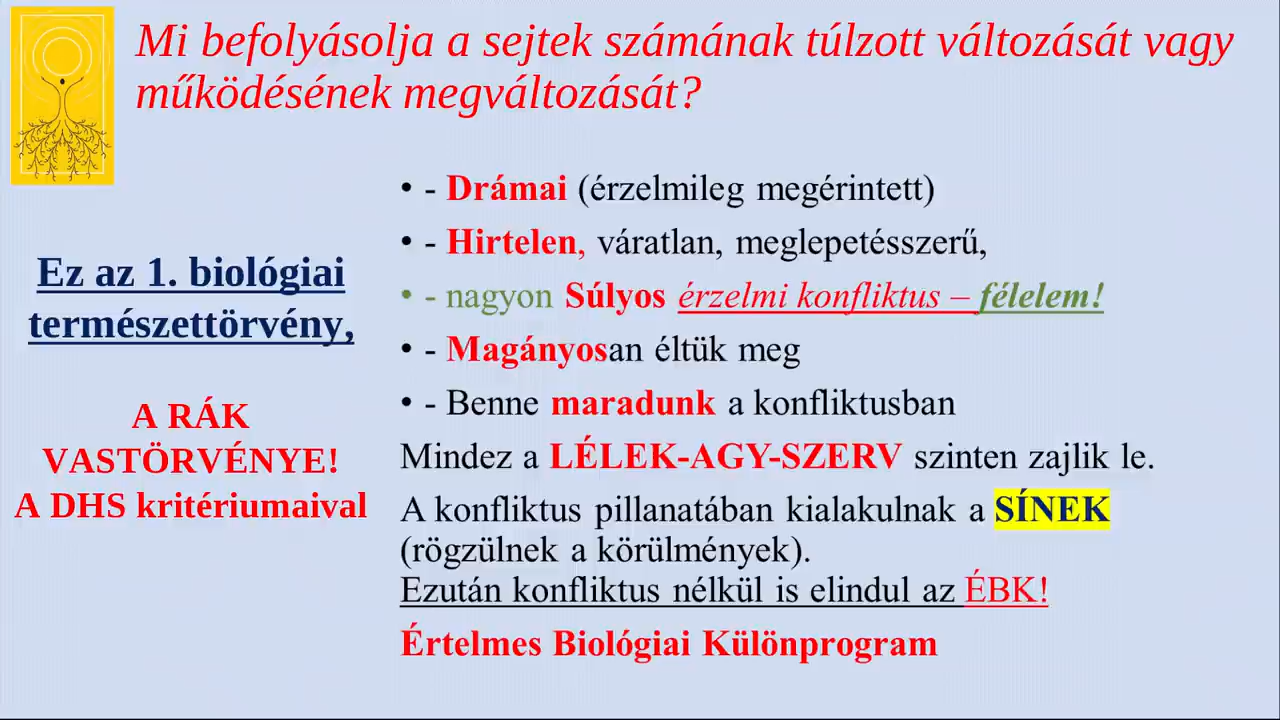 Mi befolyásolja a sejtek számának túlzott változását vagy
működésének megváltozását?
Ez az 1. biológiai
természettörvény,
A RÁK
VASTÖRVÉNYE!
A DHS kritériumaival
• - Drámai (érzelmileg megérintett)
• - Hirtelen, váratlan, meglepetésszerű,
• - nagyon Súlyos érzelmi konfliktus – félelem!
• - Magányosan éltük meg
• - Benne maradunk a konfliktusban
Mindez a LÉLEK-AGY-SZERV szinten zajlik le.
A konfliktus pillanatában kialakulnak a SÍNEK
(rögzülnek a körülmények).
Ezután konfliktus nélkül is elindul az ÉBK!
Értelmes Biológiai Különprogram